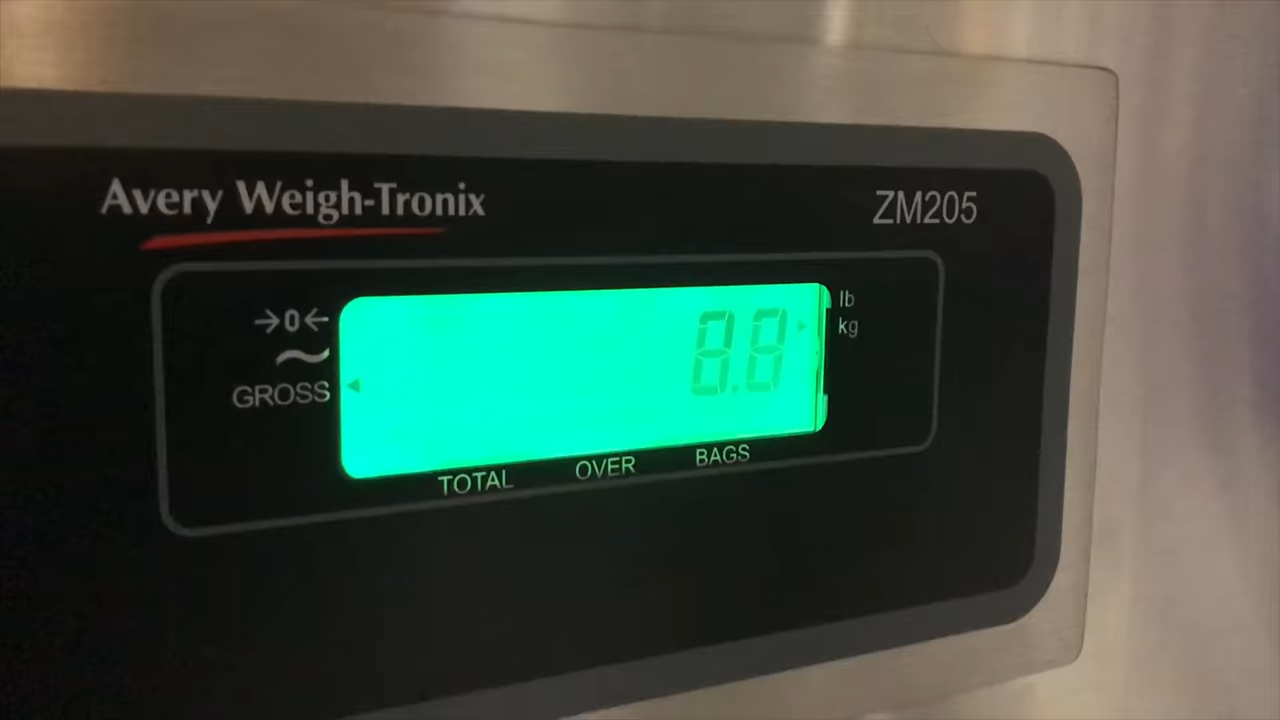 Avery Weigh-Tronix
ZM205
→0←
~
GROSS
8.8
lb
kg
TOTAL OVER BAGS